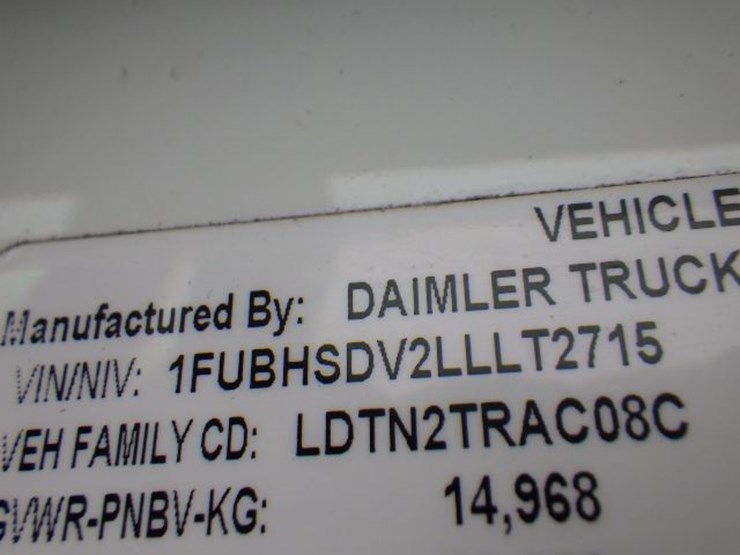 VEHICLE
Manufactured By: DAIMLER TRUCK
VIN/NIV: 1FUBHSDV2LLLT2715
VEH FAMILY CD: LDTN2TRAC08C
GVWR-PNBV-KG: 14,968